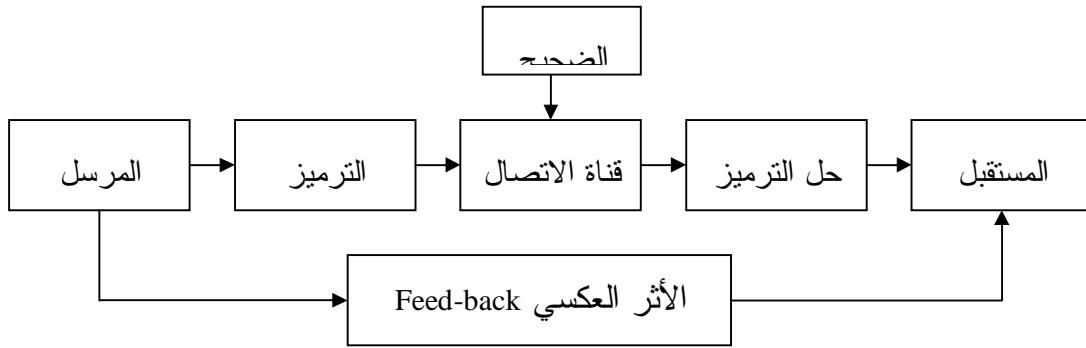 الضجيج
المرسل
الترميز
قناة الاتصال
حل الترميز
المستقبل
الأثر العكسي Feed-back